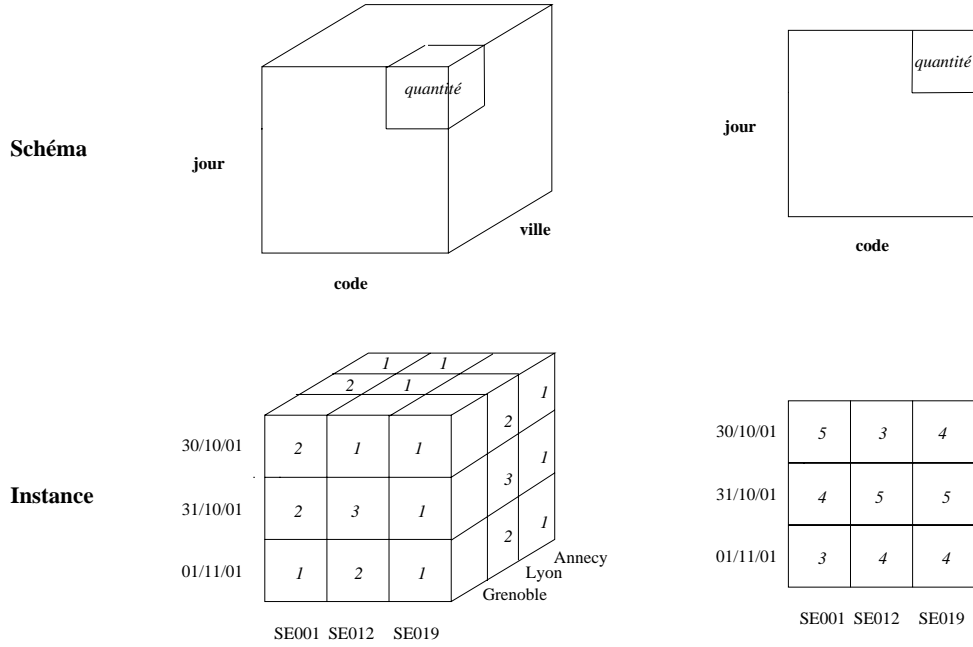 quantité
quantité
Schéma
jour
jour
ville
code
code
1 1
2 1
1
2
30/10/01 2 1 1
30/10/01 5 3 4
1
3
Instance
31/10/01 2 3 1
31/10/01 4 5 5
1
2
01/11/01 1 2 1
01/11/01 3 4 4
Annecy
Lyon
Grenoble
SE001 SE012 SE019
SE001 SE012 SE019